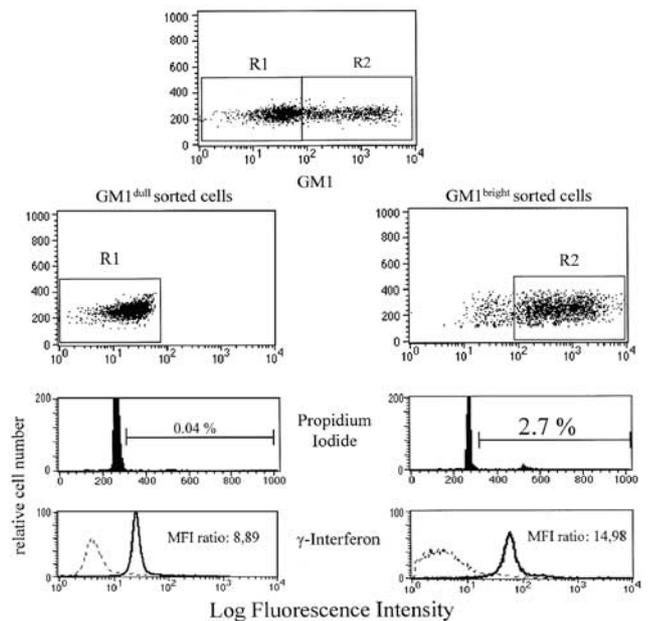 1000
800
600
400
200
0
R1 R2
10^0 10^1 10^2 10^3 10^4
GM1
GM1^dull sorted cells GM1^bright sorted cells
1000 1000
800 800
600 600
400 400
200 200
0 0
R1 R2
10^0 10^1 10^2 10^3 10^4 10^0 10^1 10^2 10^3 10^4
relative cell number
200 200
0 0
0.04 % Propidium Iodide 2.7 %
0 200 400 600 800 1000 0 200 400 600 800 1000
100 100
0 0
MFI ratio: 8,89 γ-Interferon MFI ratio: 14,98
10^0 10^1 10^2 10^3 10^4 10^0 10^1 10^2 10^3 10^4
Log Fluorescence Intensity